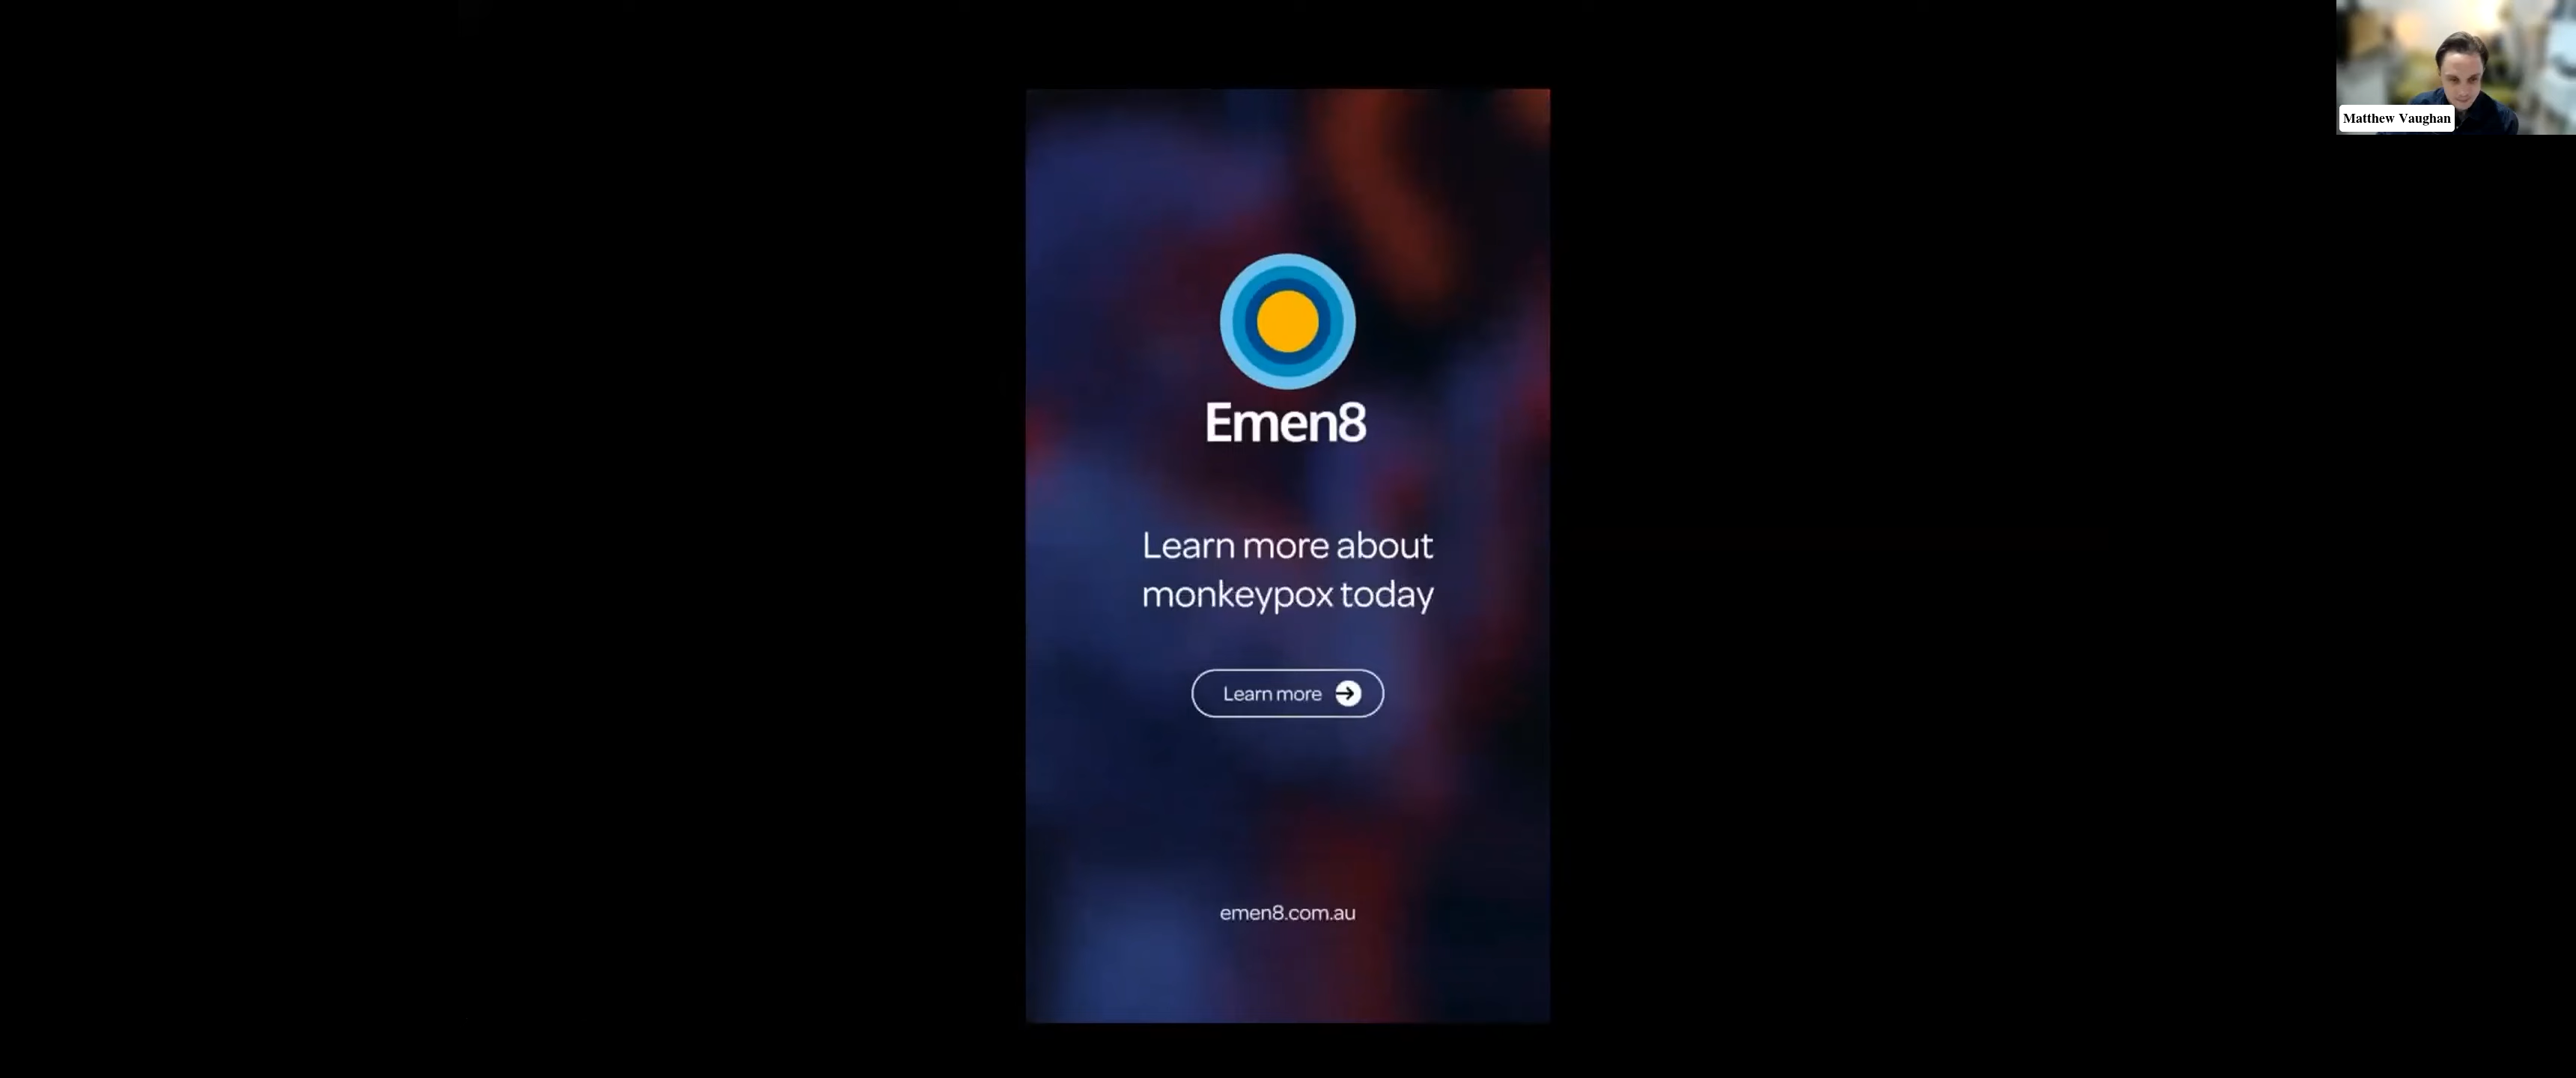 Matthew Vaughan
Emen8
Learn more about
monkeypox today
Learn more
emen8.com.au